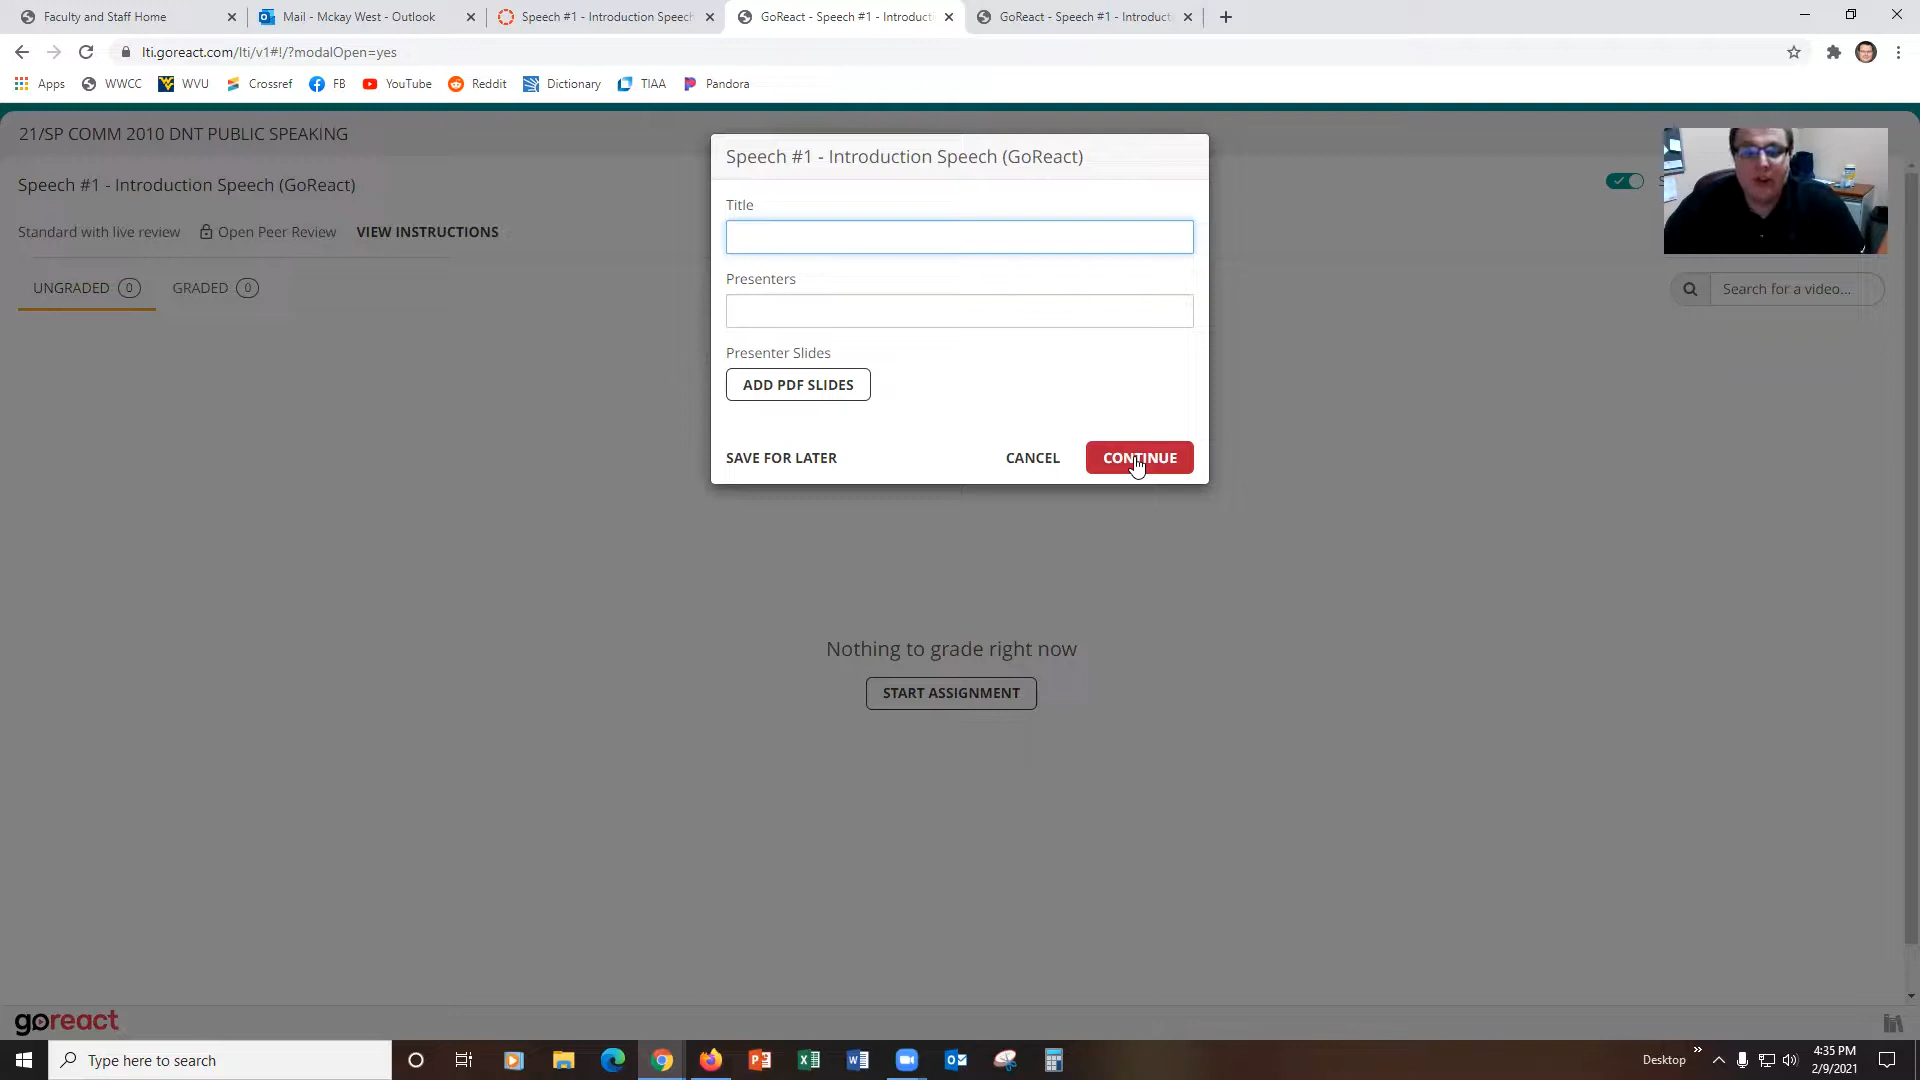 Faculty and Staff Home
Mail - Mckay West - Outlook
Speech #1 - Introduction Speech
GoReact - Speech #1 - Introducti
GoReact - Speech #1 - Introduct
lti.goreact.com/lti/v1#!/?modalOpen=yes
Apps
WWCC
WVU
Crossref
FB
YouTube
Reddit
Dictionary
TIAA
Pandora
21/SP COMM 2010 DNT PUBLIC SPEAKING
Speech #1 - Introduction Speech (GoReact)
Standard with live review
Open Peer Review
VIEW INSTRUCTIONS
UNGRADED 0
GRADED 0
Search for a video...
Speech #1 - Introduction Speech (GoReact)
Title
Presenters
Presenter Slides
ADD PDF SLIDES
SAVE FOR LATER
CANCEL
CONTINUE
Nothing to grade right now
START ASSIGNMENT
goreact
Type here to search
Desktop
4:35 PM
2/9/2021